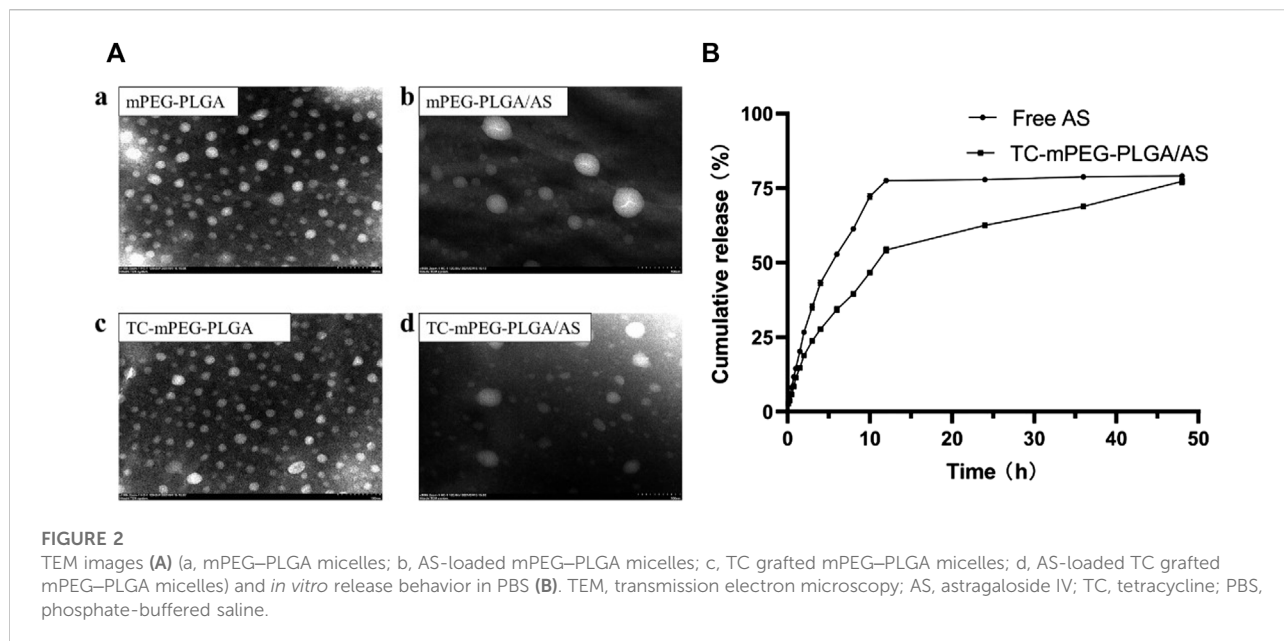 A
B
a
mPEG-PLGA
b
mPEG-PLGA/AS
c
TC-mPEG-PLGA
d
TC-mPEG-PLGA/AS
Cumulative release (%)
100
75
50
25
0
Free AS
TC-mPEG-PLGA/AS
0 10 20 30 40 50
Time (h)
FIGURE 2
TEM images (A) (a, mPEG–PLGA micelles; b, AS-loaded mPEG–PLGA micelles; c, TC grafted mPEG–PLGA micelles; d, AS-loaded TC grafted
mPEG–PLGA micelles) and in vitro release behavior in PBS (B). TEM, transmission electron microscopy; AS, astragaloside IV; TC, tetracycline; PBS,
phosphate-buffered saline.